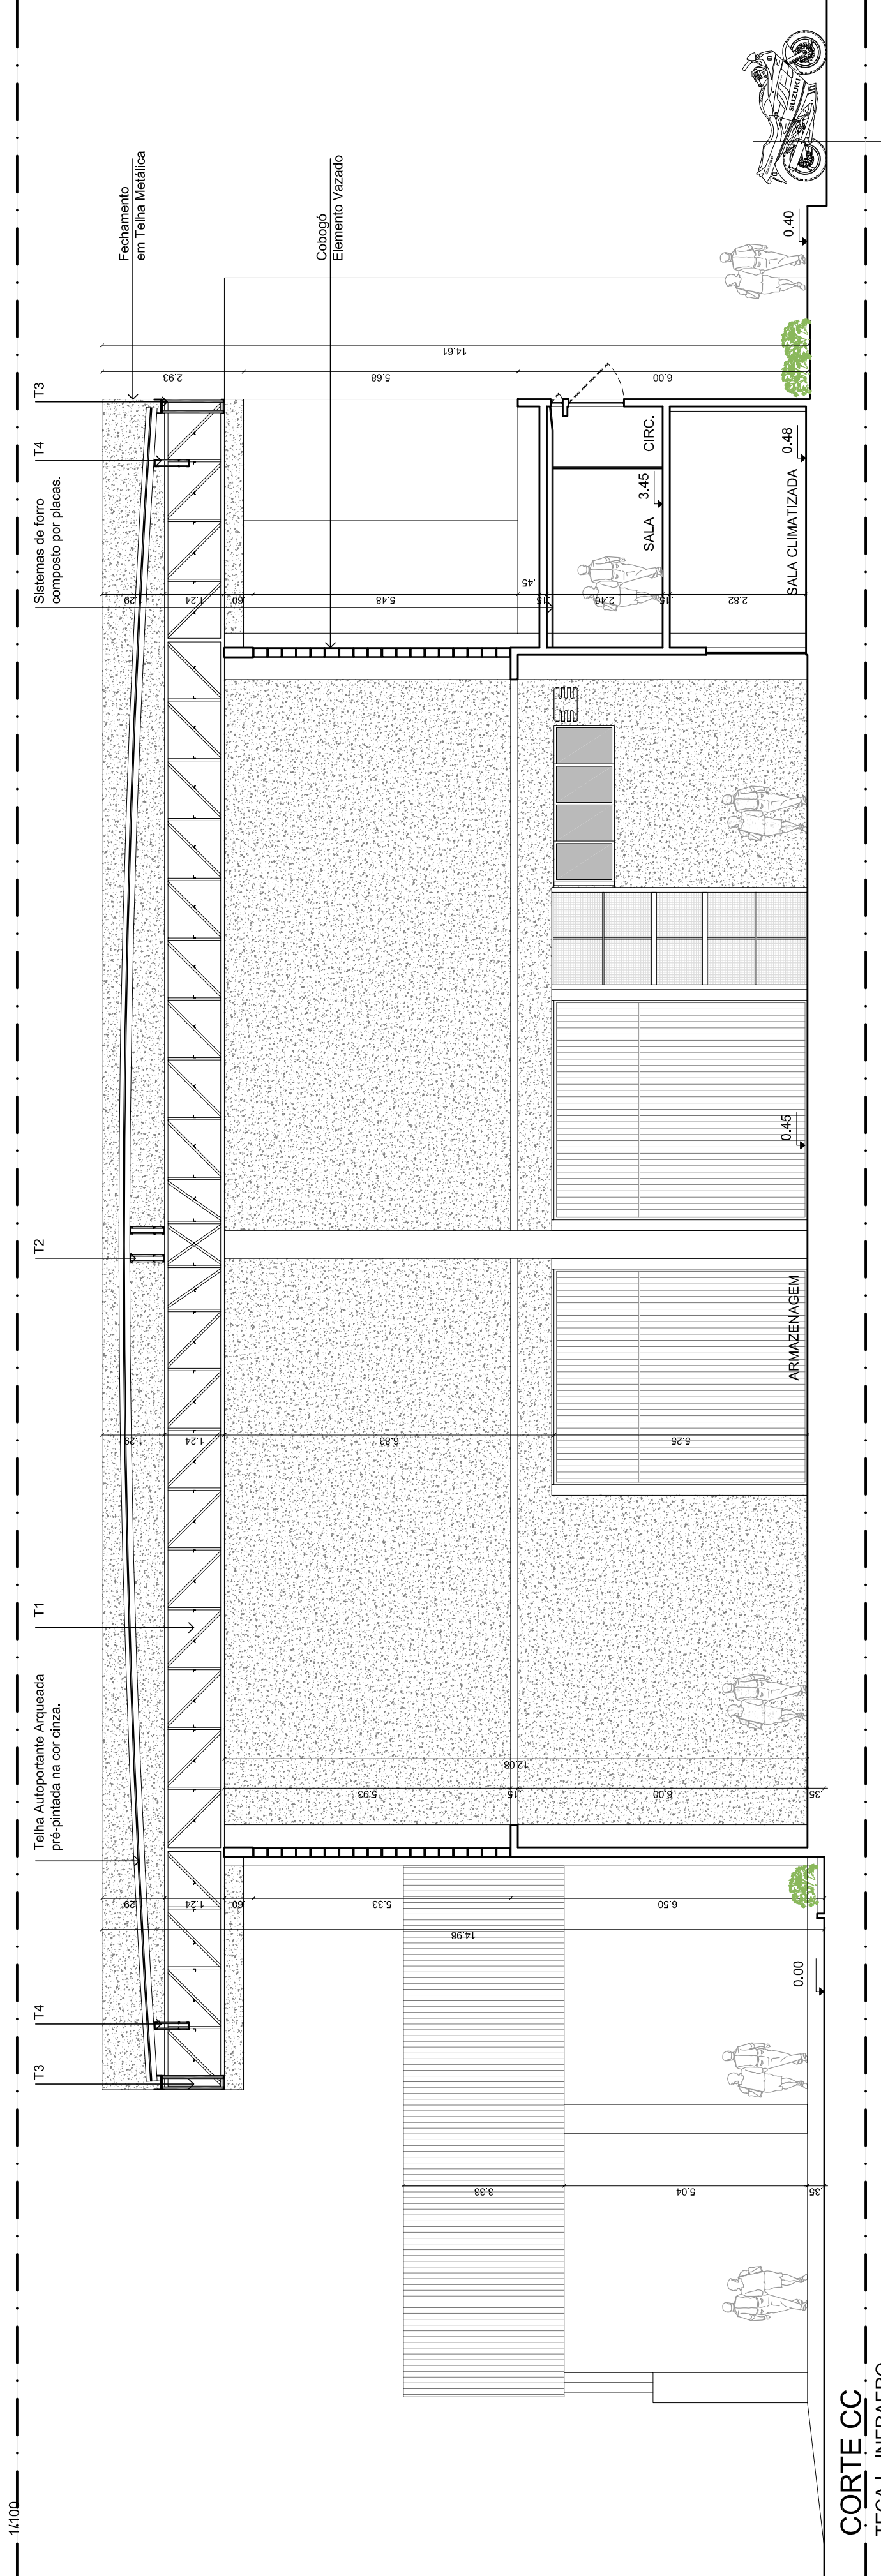 1/100
T3
T4
Telha Autoportante Arqueada
pré-pintada na cor cinza.
T1
T2
Sistemas de forro
composto por placas.
T4
T3
Fechamento
em Telha Metálica
Cobogó
Elemento Vazado
3.33
5.04
.35
14.96
1.29
1.24
.60
5.33
6.50
0.00
12.08
5.93
.15
6.00
.35
1.29
1.24
6.83
5.25
ARMAZENAGEM
0.45
1.29
1.24
.60
5.48
.45
.15
2.40
.15
2.82
SALA
3.45
CIRC.
SALA CLIMATIZADA
0.48
2.93
5.68
6.00
14.61
0.40
SUZUKI
CORTE CC